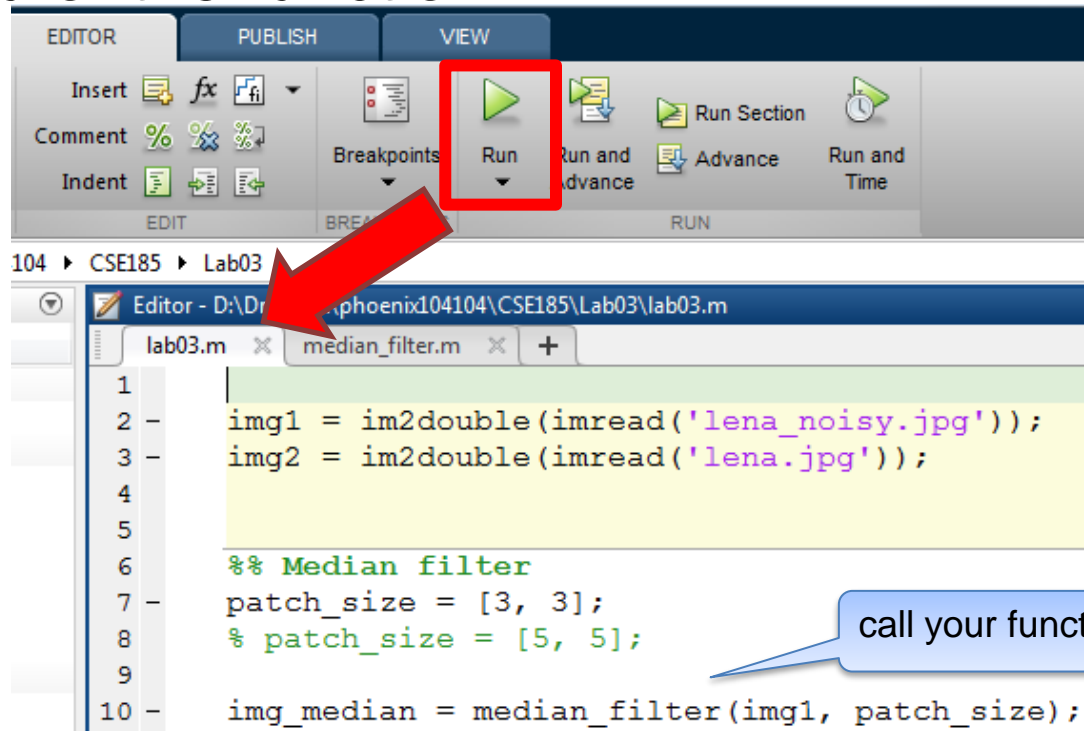 EDITOR PUBLISH VIEW
Insert fx fi
Comment % % %
Breakpoints Run Run and Advance Run Section Advance Run and Time
Indent
EDIT RUN
104 CSE185 Lab03
Editor - D:\ phoenix104104\CSE185\Lab03\lab03.m
lab03.m median_filter.m +
1
2 - img1 = im2double(imread('lena_noisy.jpg'));
3 - img2 = im2double(imread('lena.jpg'));
4
5
6 %% Median filter
7 - patch_size = [3, 3];
8 % patch_size = [5, 5];
call your funct
9
10 - img_median = median_filter(img1, patch_size);